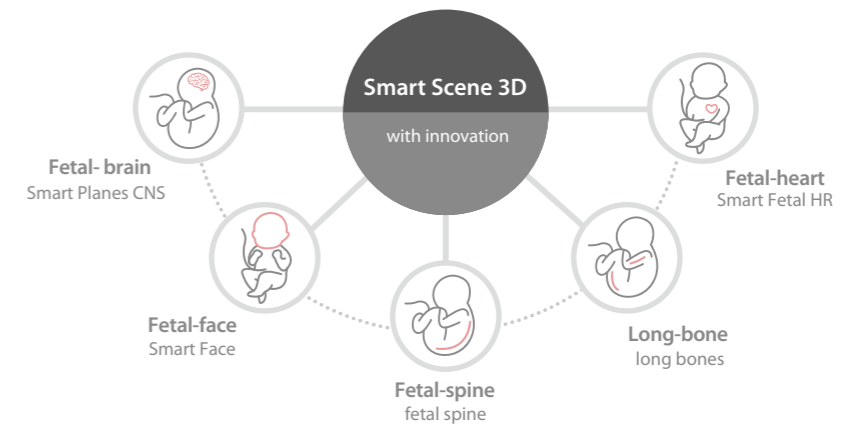 Smart Scene 3D
with innovation
Fetal- brain
Smart Planes CNS
Fetal-heart
Smart Fetal HR
Fetal-face
Smart Face
Long-bone
long bones
Fetal-spine
fetal spine